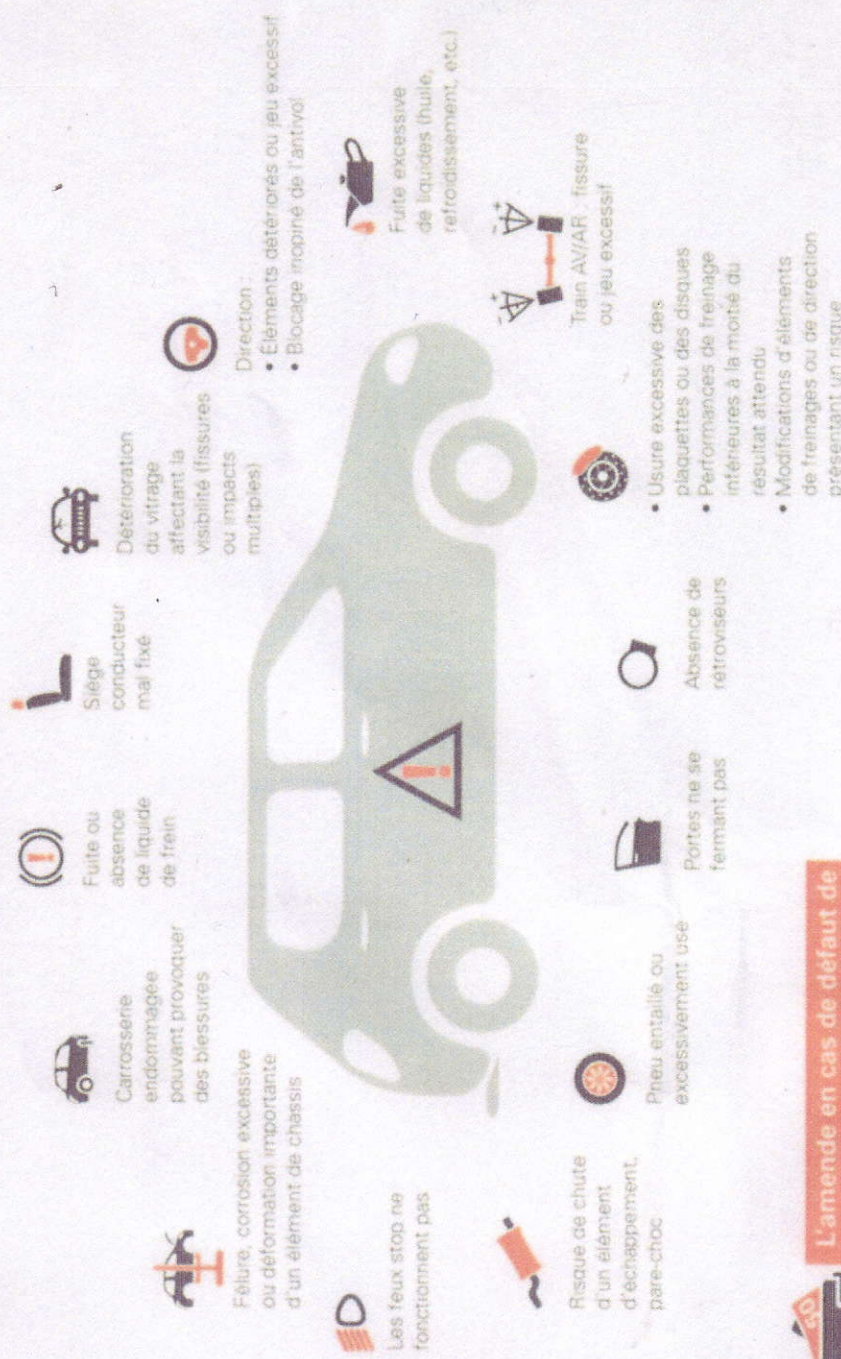 Carrosserie
endommagée
pouvant provoquer
des blessures
Fuite ou
absence
de liquide
de frein
Siège
conducteur
mal fixé
Détérioration
du vitrage
affectant la
visibilité (fissures
ou impacts
multiples)
Direction :
• Éléments détériorés ou jeu excessif
• Blocage inopiné de l'antivol
Fêlure, corrosion excessive
ou déformation importante
d'un élément de chassis
Fuite excessive
de liquides (huile,
refroidissement, etc.)
Les feux stop ne
fonctionnent pas
Train AV/AR : fissure
ou jeu excessif
Risque de chute
d'un élément
d'échappement,
pare-choc
Pneu entaillé ou
excessivement usé
Portes ne se
fermant pas
Absence de
rétroviseurs
• Usure excessive des
plaquettes ou des disques
• Performances de freinage
inférieures à la moitié du
résultat attendu
• Modifications d'éléments
de freinages ou de direction
présentant un risque
50
L'amende en cas de défaut de